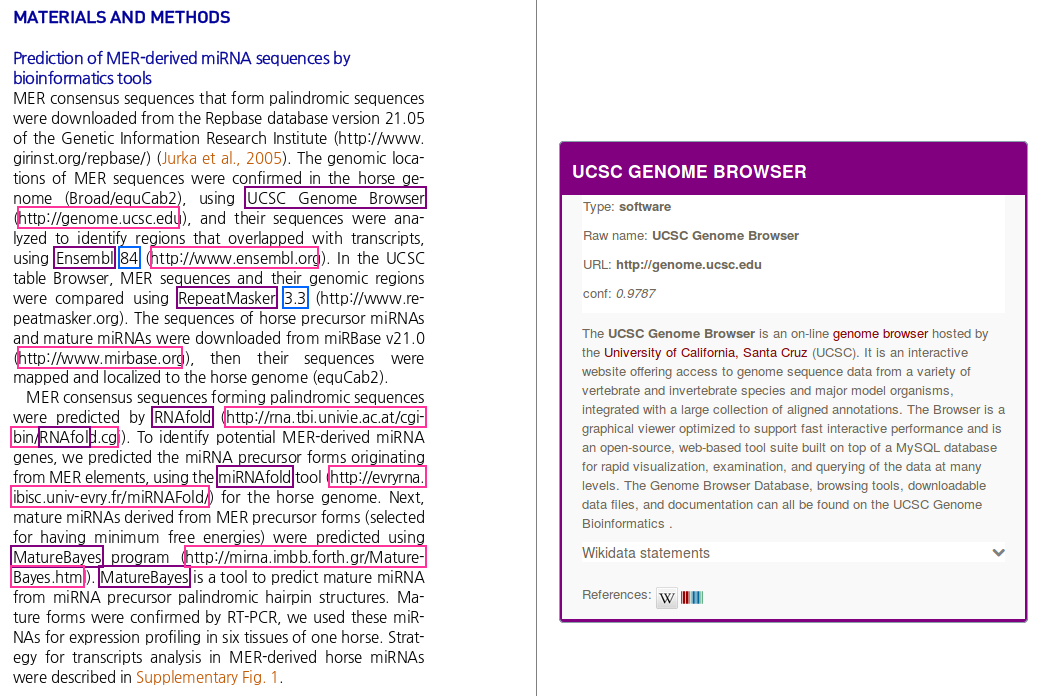 MATERIALS AND METHODS
Prediction of MER-derived miRNA sequences by
bioinformatics tools
MER consensus sequences that form palindromic sequences
were downloaded from the Repbase database version 21.05
of the Genetic Information Research Institute (http://www.
girinst.org/repbase/) (Jurka et al., 2005). The genomic loca-
tions of MER sequences were confirmed in the horse ge-
nome (Broad/equCab2), using UCSC Genome Browser
(http://genome.ucsc.edu), and their sequences were ana-
lyzed to identify regions that overlapped with transcripts,
using Ensembl 84 (http://www.ensembl.org). In the UCSC
table Browser, MER sequences and their genomic regions
were compared using RepeatMasker 3.3 (http://www.re-
peatmasker.org). The sequences of horse precursor miRNAs
and mature miRNAs were downloaded from miRBase v21.0
(http://www.mirbase.org), then their sequences were
mapped and localized to the horse genome (equCab2).
MER consensus sequences forming palindromic sequences
were predicted by RNAfold (http://rna.tbi.univie.ac.at/cgi-
bin/RNAfold.cgi). To identify potential MER-derived miRNA
genes, we predicted the miRNA precursor forms originating
from MER elements, using the miRNAfold tool (http://evryrna.
ibisc.univ-evry.fr/miRNAFold/) for the horse genome. Next,
mature miRNAs derived from MER precursor forms (selected
for having minimum free energies) were predicted using
MatureBayes program (http://mirna.imbb.forth.gr/Mature-
Bayes.html). MatureBayes is a tool to predict mature miRNA
from miRNA precursor palindromic hairpin structures. Ma-
ture forms were confirmed by RT-PCR, we used these miR-
NAs for expression profiling in six tissues of one horse. Strat-
egy for transcripts analysis in MER-derived horse miRNAs
were described in Supplementary Fig. 1.
UCSC GENOME BROWSER
Type: software
Raw name: UCSC Genome Browser
URL: http://genome.ucsc.edu
conf: 0.9787
The UCSC Genome Browser is an on-line genome browser hosted by
the University of California, Santa Cruz (UCSC). It is an interactive
website offering access to genome sequence data from a variety of
vertebrate and invertebrate species and major model organisms,
integrated with a large collection of aligned annotations. The Browser is a
graphical viewer optimized to support fast interactive performance and is
an open-source, web-based tool suite built on top of a MySQL database
for rapid visualization, examination, and querying of the data at many
levels. The Genome Browser Database, browsing tools, downloadable
data files, and documentation can all be found on the UCSC Genome
Bioinformatics .
Wikidata statements
References: W